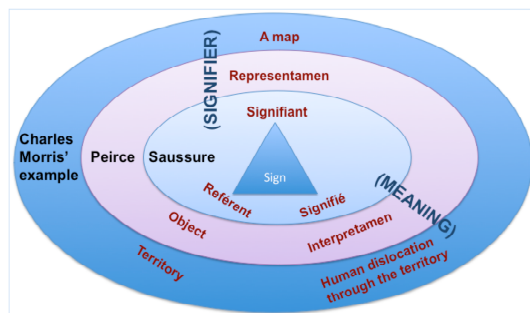 A map
(SIGNIFIER)
Representamen
Signifiant
Charles
Morris'
example
Peirce
Saussure
Sign
Referent
Signifié
(MEANING)
Object
Interpretamen
Territory
Human dislocation
through the territory